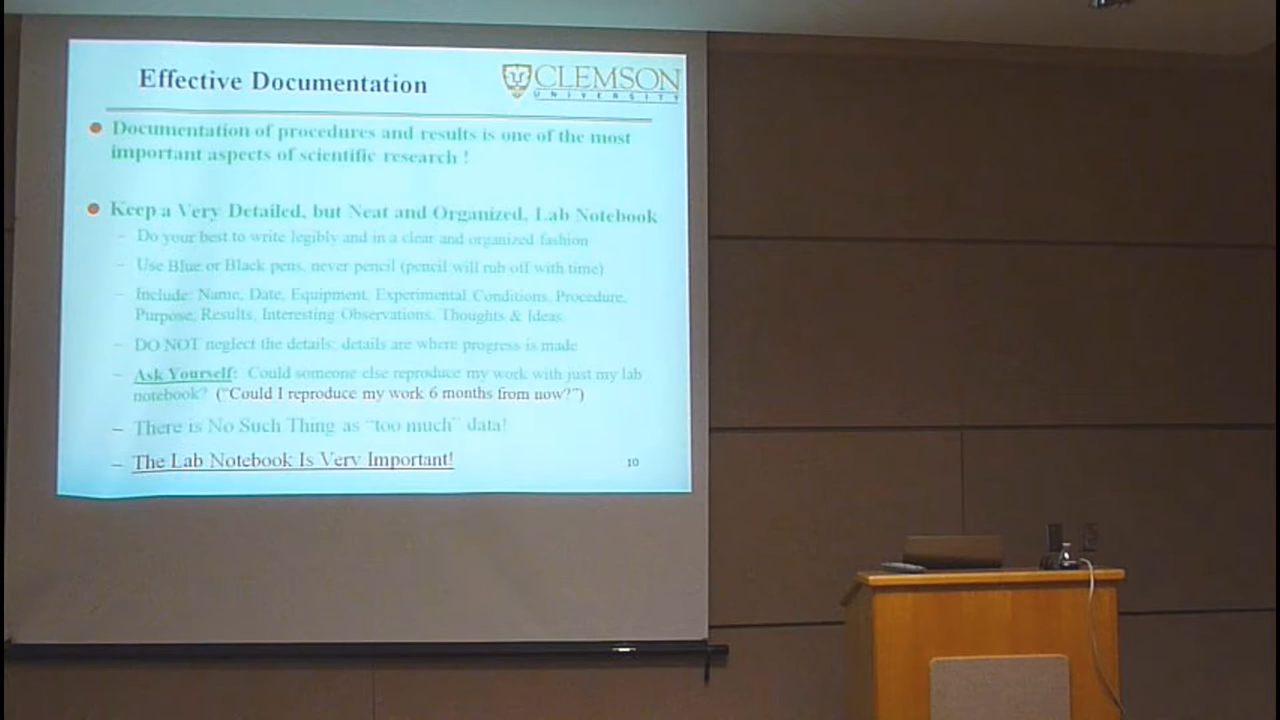 Effective Documentation
CLEMSON
UNIVERSITY
Documentation of procedures and results is one of the most
important aspects of scientific research !
Keep a Very Detailed, but Neat and Organized, Lab Notebook
– Do your best to write legibly and in a clear and organized fashion
– Use Blue or Black pens, never pencil (pencil will rub off with time)
– Include: Name, Date, Equipment, Experimental Conditions, Procedure,
Purpose, Results, Interesting Observations, Thoughts & Ideas
– DO NOT neglect the details; details are where progress is made
– Ask Yourself: Could someone else reproduce my work with just my lab
notebook? ("Could I reproduce my work 6 months from now?")
– There is No Such Thing as "too much" data!
– The Lab Notebook Is Very Important!
10